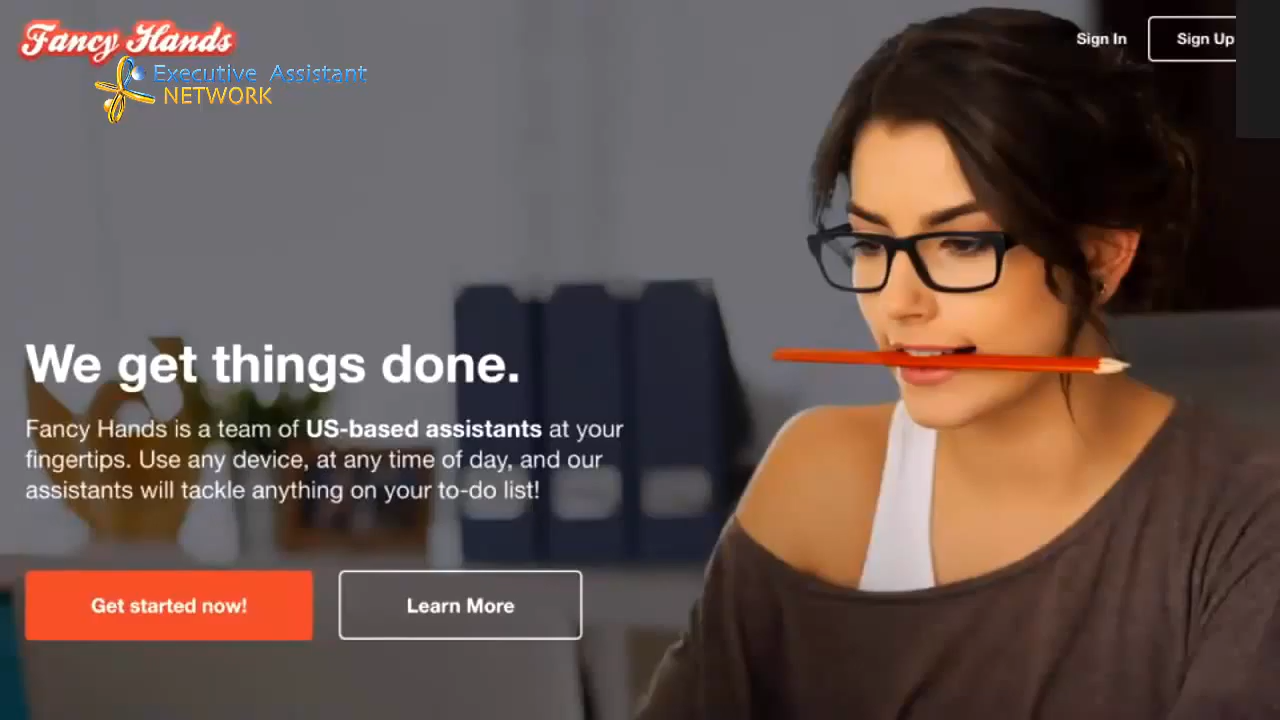 Fancy Hands
Executive Assistant
NETWORK
Sign In
Sign Up
We get things done.
Fancy Hands is a team of US-based assistants at your
fingertips. Use any device, at any time of day, and our
assistants will tackle anything on your to-do list!
Get started now!
Learn More